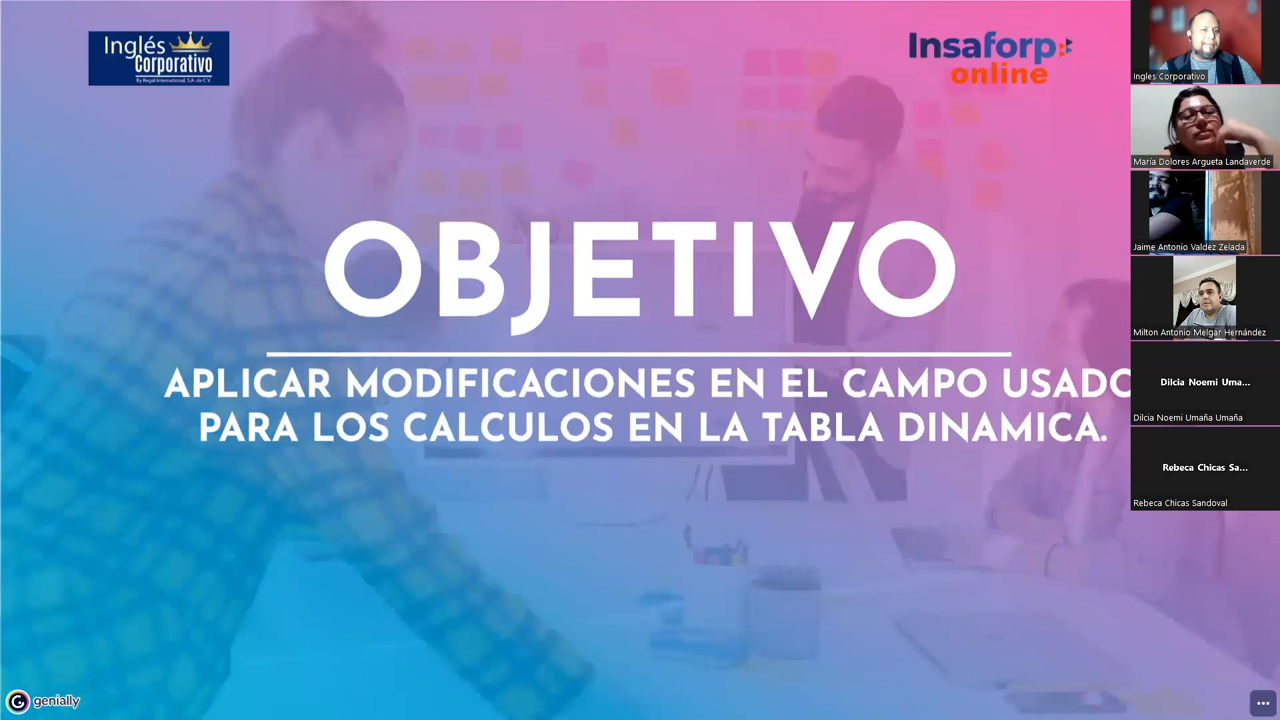 Inglés
Corporativo
By Regal International, S.A. de C.V.
Insaforp
online
OBJETIVO
APLICAR MODIFICACIONES EN EL CAMPO USADO
PARA LOS CALCULOS EN LA TABLA DINAMICA.
genially
Ingles Corporativo
María Dolores Argueta Landaverde
Jaime Antonio Valdez Zelada
Milton Antonio Melgar Hernández
Dilcia Noemi Uma...
Dilcia Noemi Umaña Umaña
Rebeca Chicas Sa...
Rebeca Chicas Sandoval